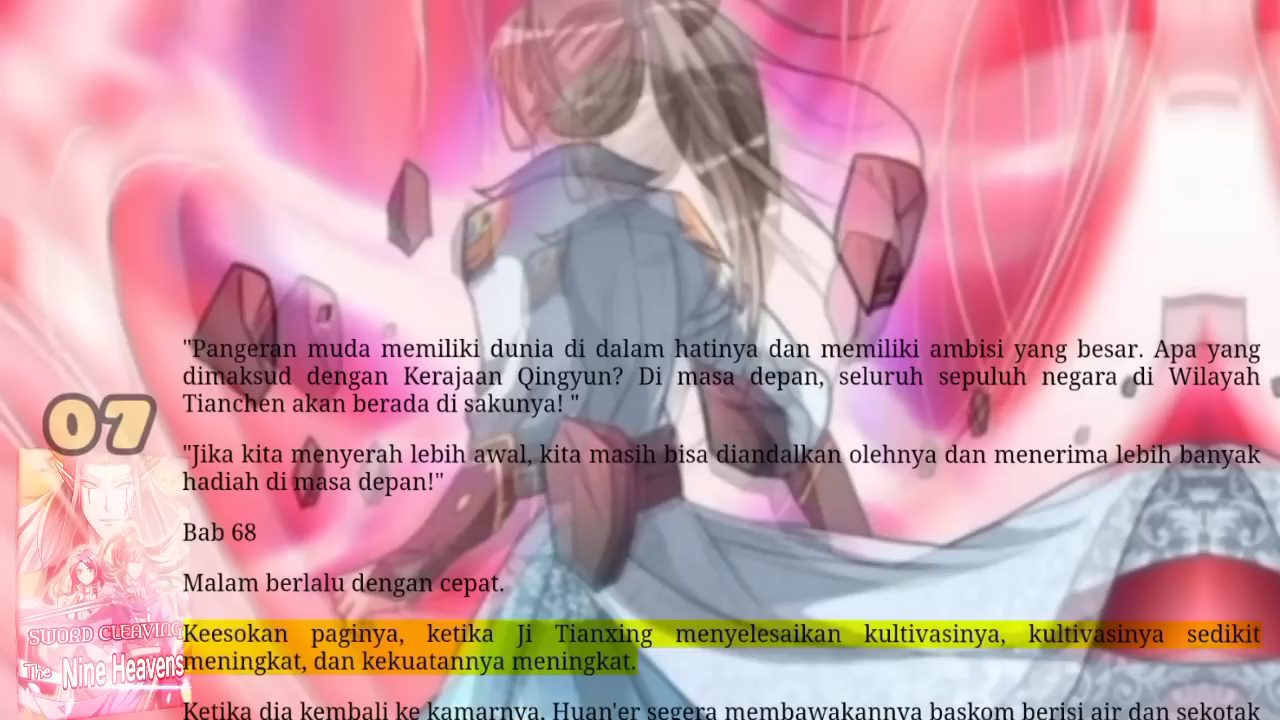 "Pangeran muda memiliki dunia di dalam hatinya dan memiliki ambisi yang besar. Apa yang
dimaksud dengan Kerajaan Qingyun? Di masa depan, seluruh sepuluh negara di Wilayah
Tianchen akan berada di sakunya! "
"Jika kita menyerah lebih awal, kita masih bisa diandalkan olehnya dan menerima lebih banyak
hadiah di masa depan!"
Bab 68
Malam berlalu dengan cepat.
Keesokan paginya, ketika Ji Tianxing menyelesaikan kultivasinya, kultivasinya sedikit
meningkat, dan kekuatannya meningkat.
Ketika dia kembali ke kamarnya, Huan'er segera membawakannya baskom berisi air dan sekotak
07
SWORD CLEAVING
The Nine Heavens